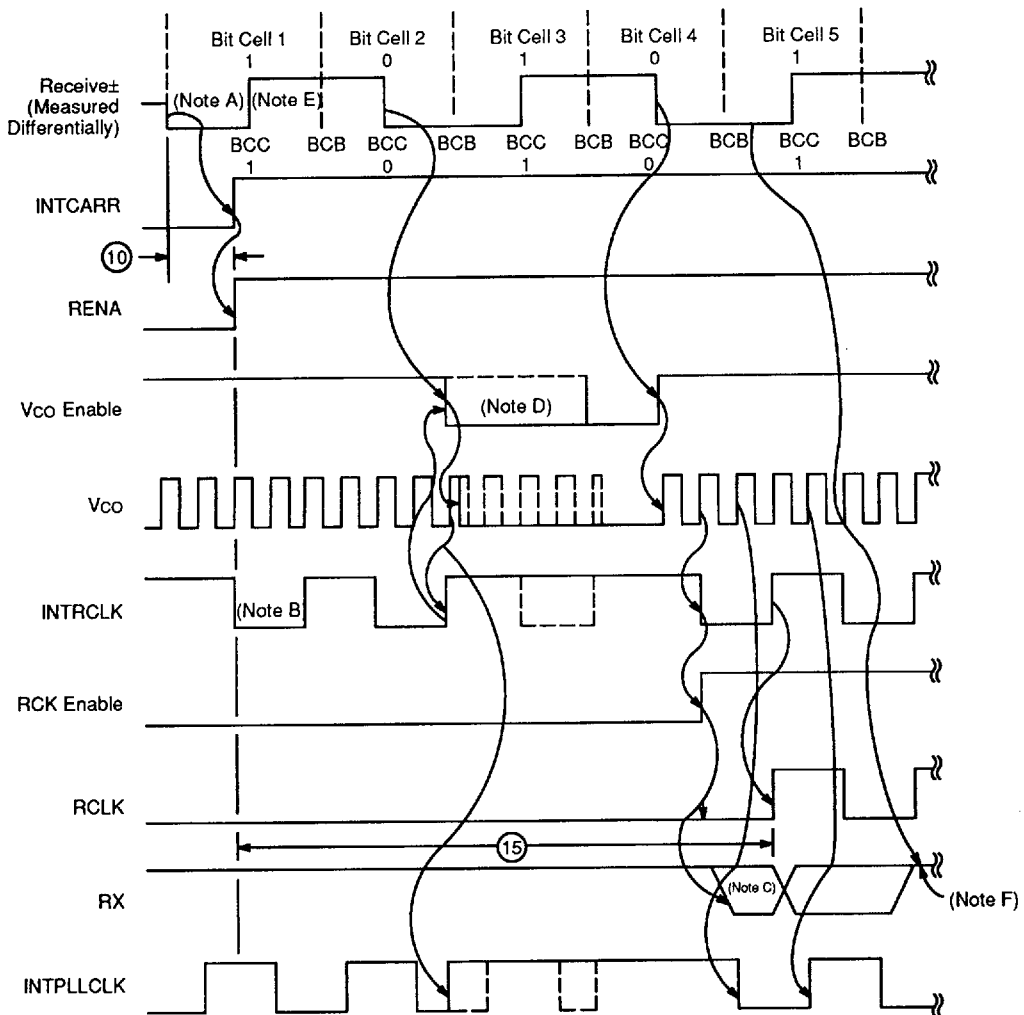 Bit Cell 1 Bit Cell 2 Bit Cell 3 Bit Cell 4 Bit Cell 5
1 0 1 0 1
Receive±
(Measured
Differentially)
(Note A) (Note E)
BCC BCB BCC BCB BCC BCB BCC BCB BCC BCB
1 0 1 0 1
INTCARR
10
RENA
VCO Enable
(Note D)
VCO
INTRCLK
(Note B)
RCK Enable
RCLK
15
RX
(Note C)
(Note F)
INTPLLCLK